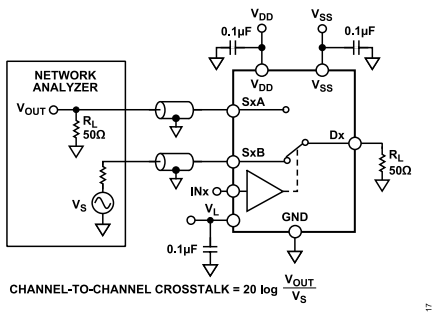 V_DD
V_SS
0.1µF
0.1µF
NETWORK
ANALYZER
V_DD
V_SS
V_OUT
SxA
R_L
50Ω
SxB
Dx
R_L
50Ω
INx
V_S
V_L
GND
0.1µF
CHANNEL-TO-CHANNEL CROSSTALK = 20 log V_OUT
V_S
17